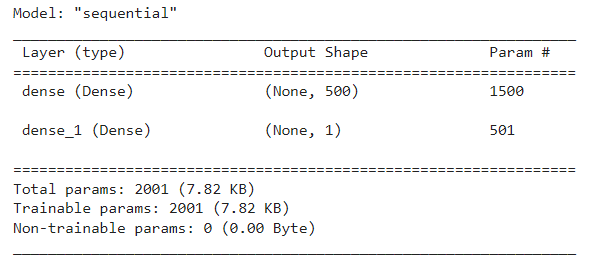 Model: "sequential"
_________________________________________________________________
Layer (type) Output Shape Param #
=================================================================
dense (Dense) (None, 500) 1500
dense_1 (Dense) (None, 1) 501
=================================================================
Total params: 2001 (7.82 KB)
Trainable params: 2001 (7.82 KB)
Non-trainable params: 0 (0.00 Byte)
_________________________________________________________________